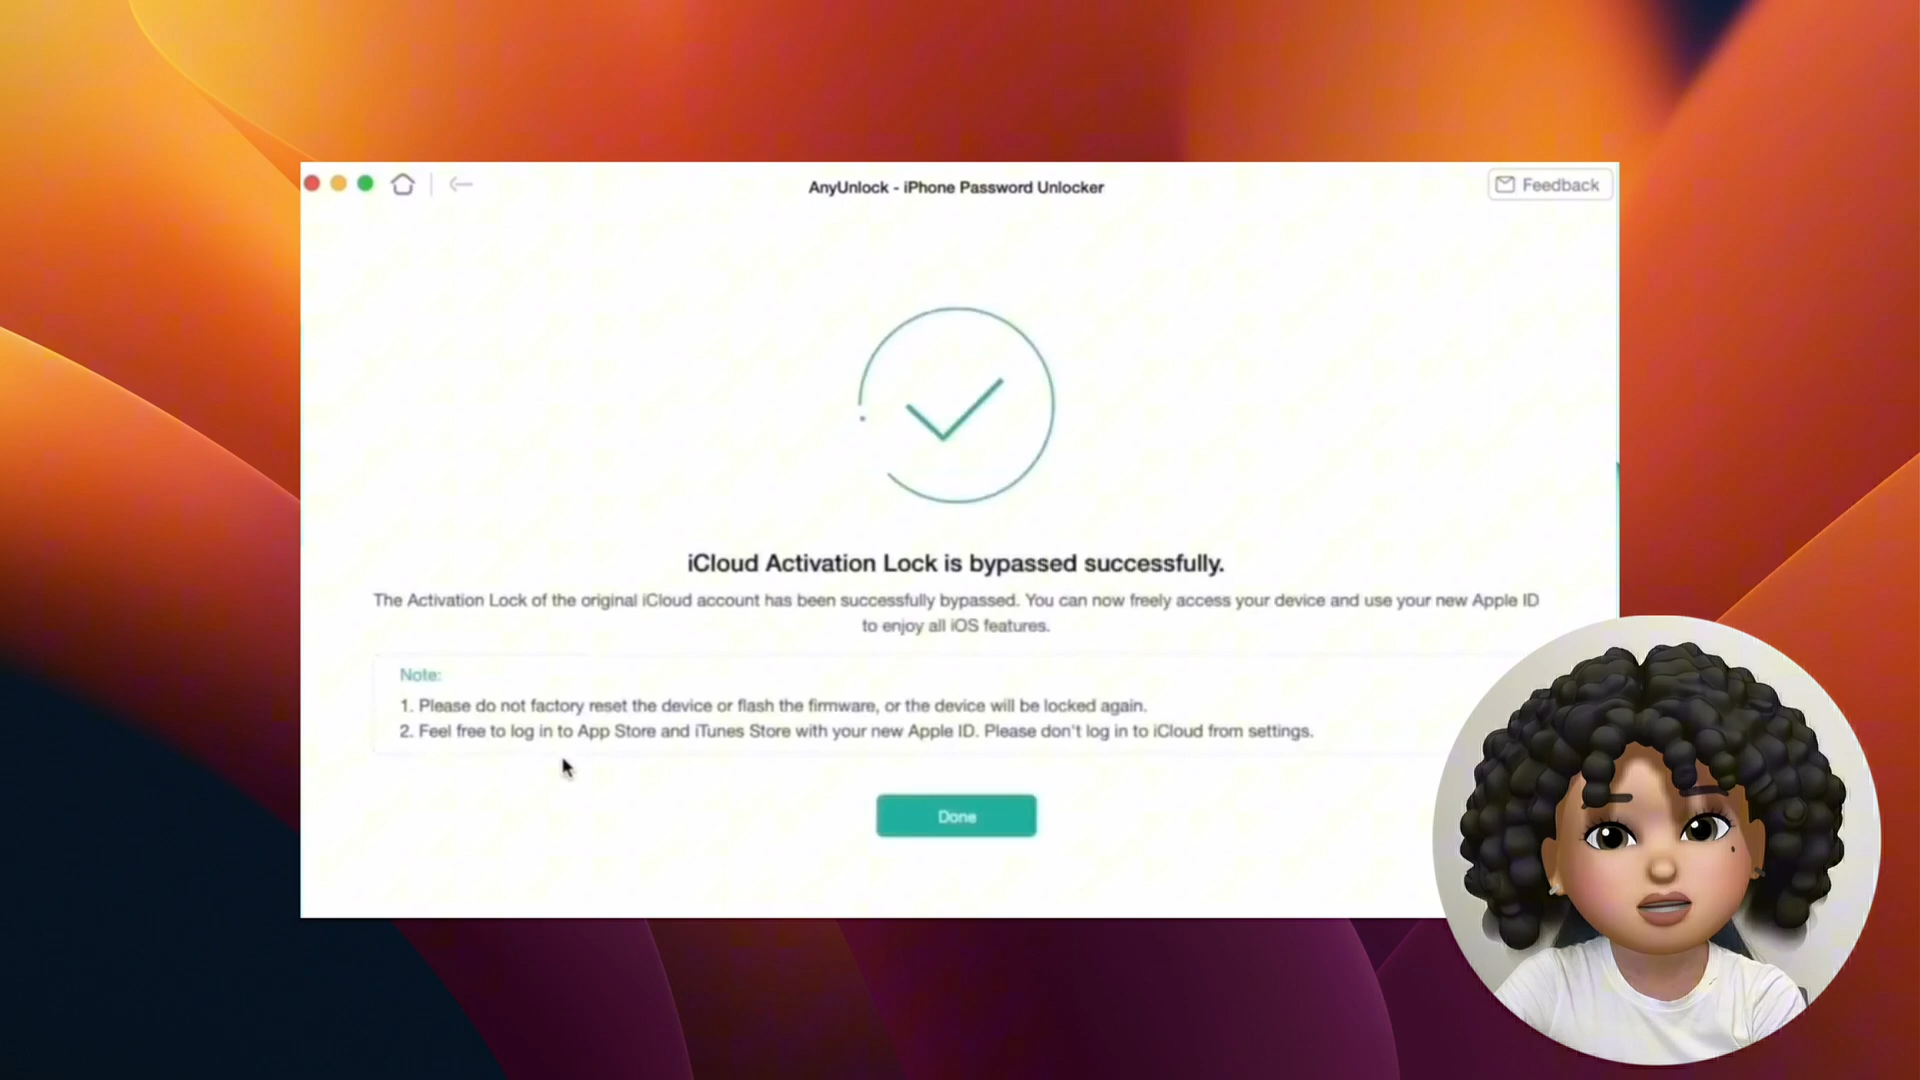 AnyUnlock - iPhone Password Unlocker
Feedback
iCloud Activation Lock is bypassed successfully.
The Activation Lock of the original iCloud account has been successfully bypassed. You can now freely access your device and use your new Apple ID
to enjoy all iOS features.
Note:
1. Please do not factory reset the device or flash the firmware, or the device will be locked again.
2. Feel free to log in to App Store and iTunes Store with your new Apple ID. Please don't log in to iCloud from settings.
Done